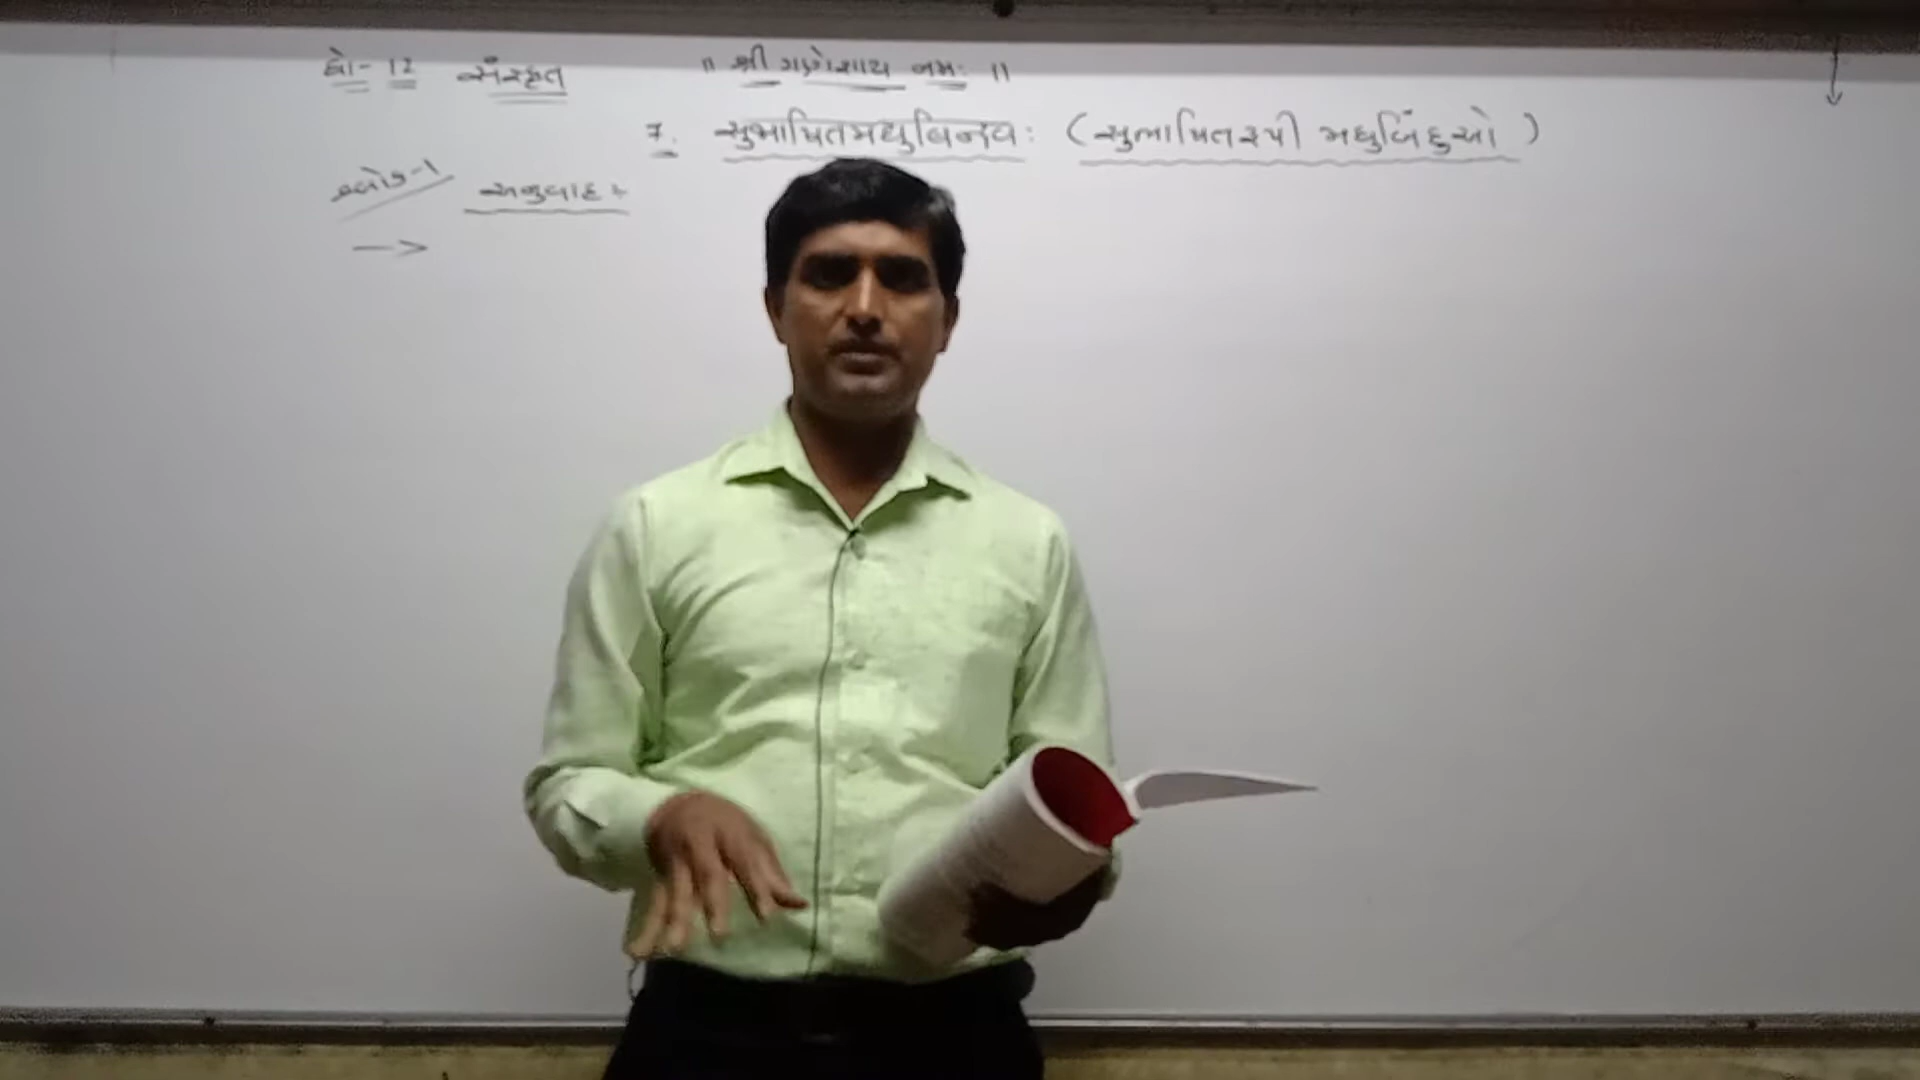 ધો-12 સંસ્કૃત ॥ શ્રી ગણેશાય નમઃ ॥
7. સુભાષિતમધુબિન્દવઃ (સુભાષિતરૂપી મધુબિંદુઓ)
શ્લોક-1 અનુવાદ :
→